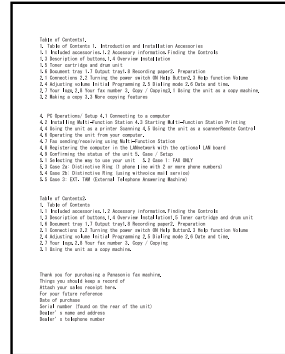 Table of Contents1.
1. Table of Contents 1. Introduction and Installation Accessories
1.1 Included accessories.1.2 Accessory information.Finding the Controls
1.3 Description of buttons.1.4 Overview Installation
1.5 Toner cartridge and drum unit
1.6 Document tray 1.7 Output tray1.8 Recording paper2. Preparation
2.1 Connections 2.2 Turning the power switch ON Help Button2.3 Help function Volume
2.4 Adjusting volume Initial Programming 2.5 Dialing mode 2.6 Date and time.
2.7 Your logo.2.8 Your fax number 3. Copy / Copying3.1 Using the unit as a copy machine.
3.2 Making a copy 3.3 More copying features
4. PC Operations/ Setup 4.1 Connecting to a computer
4.2 Installing Multi-Function Station 4.3 Starting Multi-Function Station Printing
4.4 Using the unit as a printer Scanning 4.5 Using the unit as a scannerRemote Control
4.6 Operating the unit from your computer.
4.7 Fax sending/receiving using Multi-Function Station
4.8 Registering the computer in the LANNetwork with the optional LAN board
4.9 Confirming the status of the unit 5. Case / Setup
5.1 Selecting the way to use your unit 5.2 Case 1: FAX ONLY
5.3 Case 2a: Distinctive Ring (1 phone line with 2 or more phone numbers)
5.4 Case 2b: Distinctive Ring (using withvoice mail service)
5.5 Case 3: EXT. TAM (External Telephone Answering Machine)
Table of Contents2.
1. Table of Contents
1.1 Included accessories.1.2 Accessory information.Finding the Controls
1.3 Description of buttons.1.4 Overview Installation1.5 Toner cartridge and drum unit
1.6 Document tray 1.7 Output tray1.8 Recording paper2. Preparation
2.1 Connections 2.2 Turning the power switch ON Help Button2.3 Help function Volume
2.4 Adjusting volume Initial Programming 2.5 Dialing mode 2.6 Date and time.
2.7 Your logo.2.8 Your fax number 3. Copy / Copying
3.1 Using the unit as a copy machine.
Thank you for purchasing a Panasonic fax machine.
Things you should keep a record of
Attach your sales receipt here.
For your future reference
Date of purchase
Serial number (found on the rear of the unit)
Dealer's name and address
Dealer's telephone number